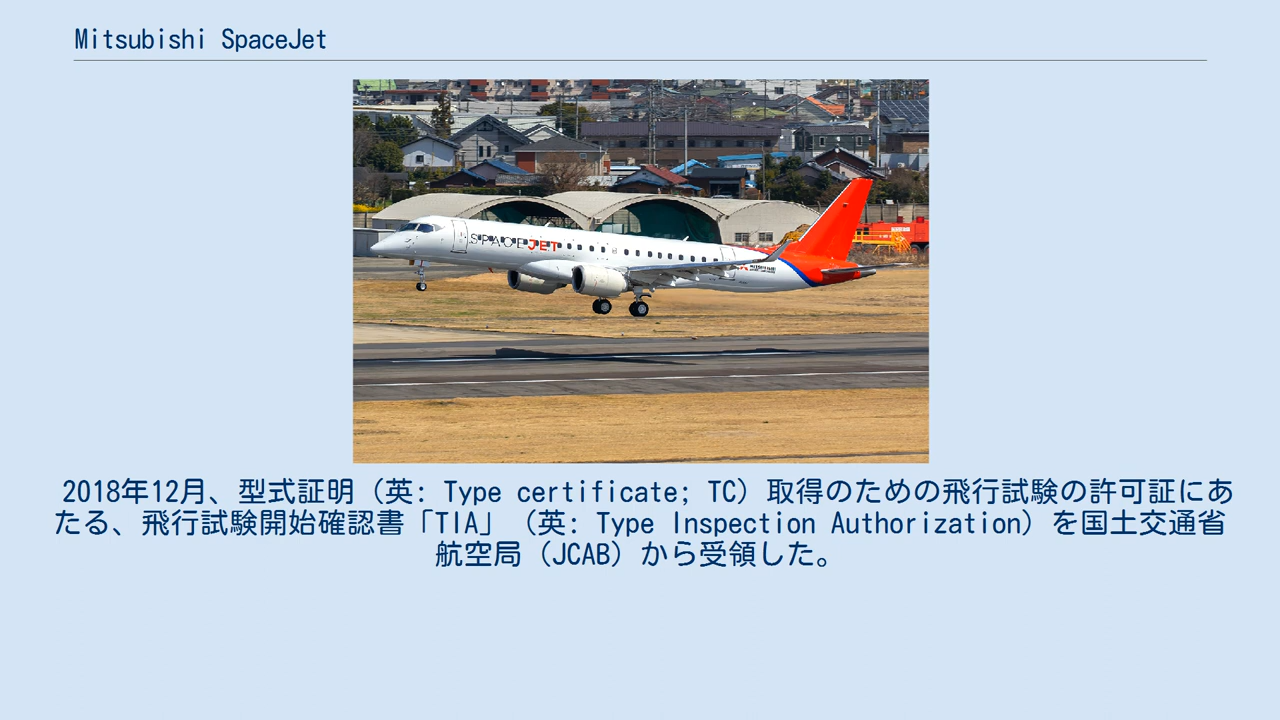 Mitsubishi SpaceJet
SPACEJET
2018年12月、型式証明（英: Type certificate; TC）取得のための飛行試験の許可証にあ
たる、飛行試験開始確認書「TIA」（英: Type Inspection Authorization）を国土交通省
航空局（JCAB）から受領した。